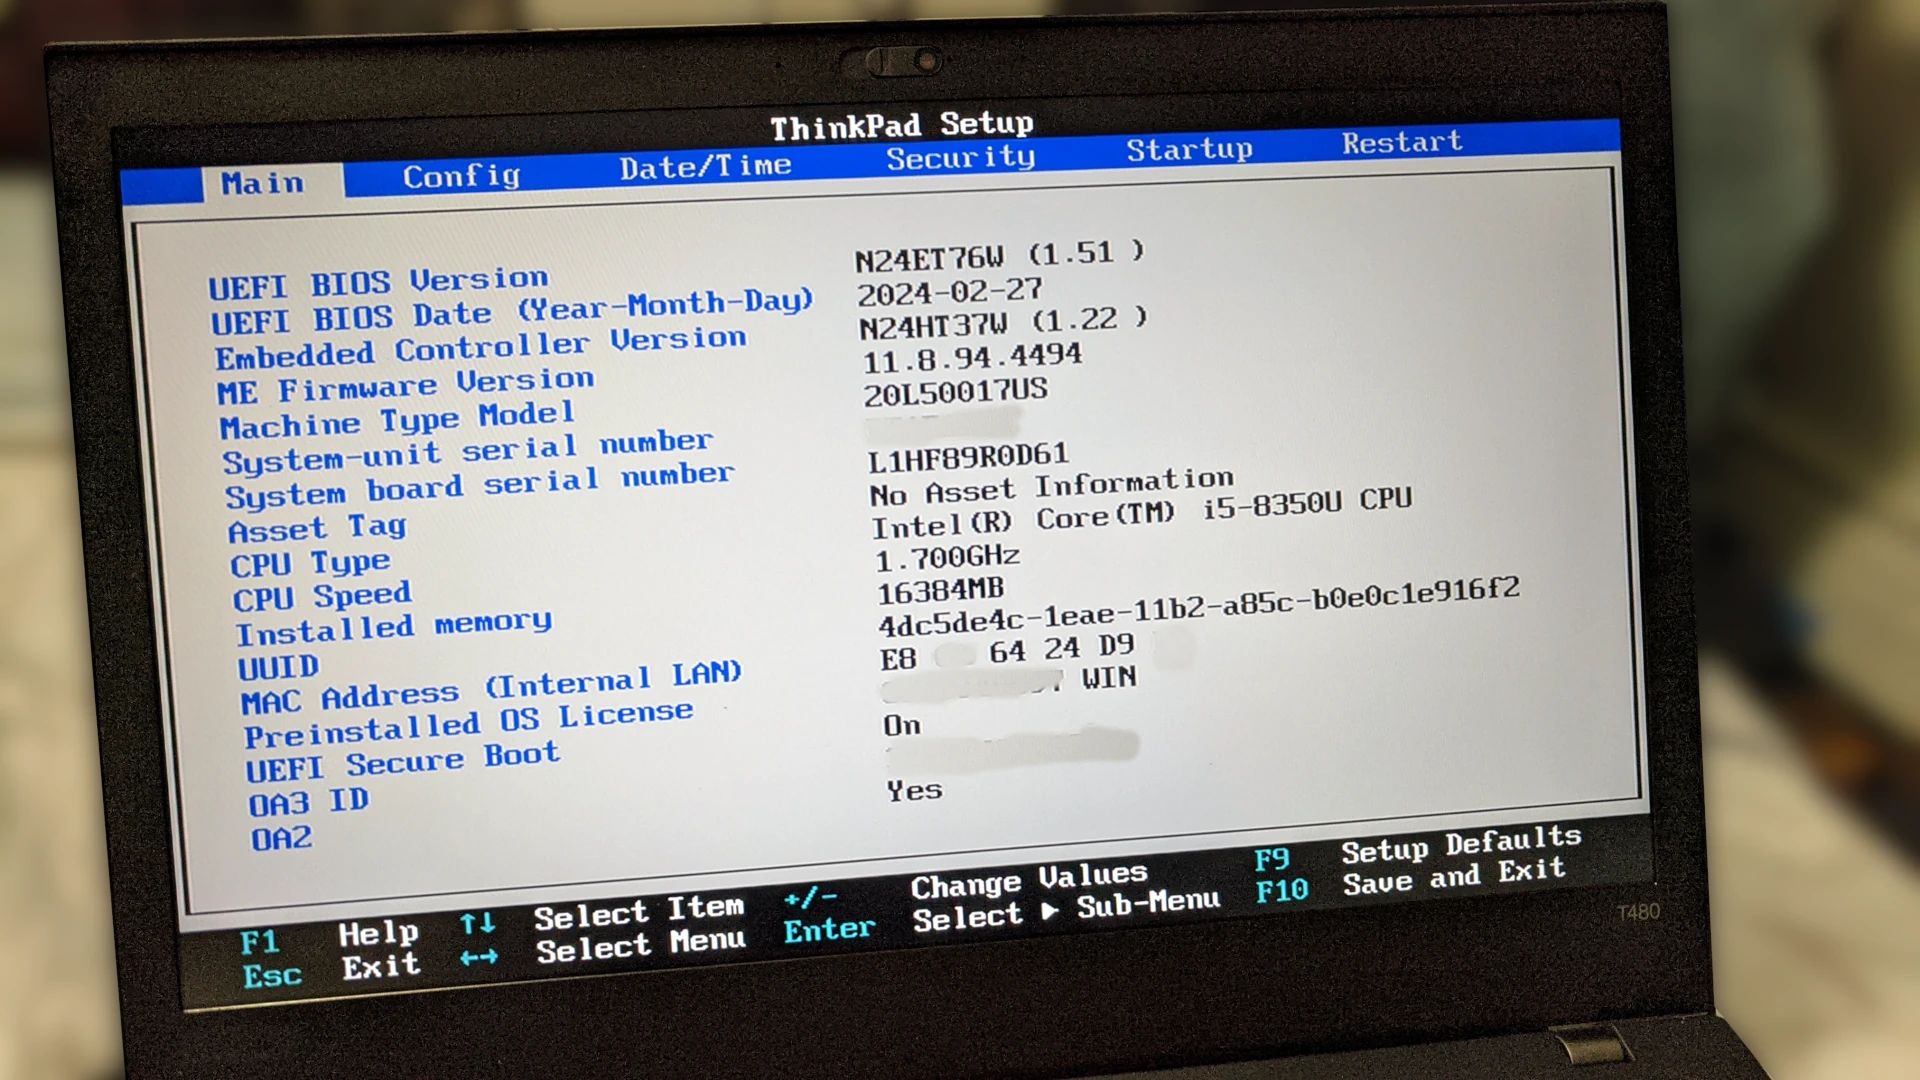 ThinkPad Setup
Main Config Date/Time Security Startup Restart
UEFI BIOS Version N24ET76W (1.51 )
UEFI BIOS Date (Year-Month-Day) 2024-02-27
Embedded Controller Version N24HT37W (1.22 )
ME Firmware Version 11.8.94.4494
Machine Type Model 20L50017US
System-unit serial number
System board serial number L1HF89R0D61
Asset Tag No Asset Information
CPU Type Intel(R) Core(TM) i5-8350U CPU
CPU Speed 1.700GHz
Installed memory 16384MB
UUID 4dc5de4c-1eae-11b2-a85c-b0e0c1e916f2
MAC Address (Internal LAN) E8 64 24 D9
Preinstalled OS License WIN
UEFI Secure Boot On
OA3 ID
OA2 Yes
F1 Help ↑↓ Select Item +/- Change Values F9 Setup Defaults
Esc Exit ↔ Select Menu Enter Select ▶ Sub-Menu F10 Save and Exit
T480